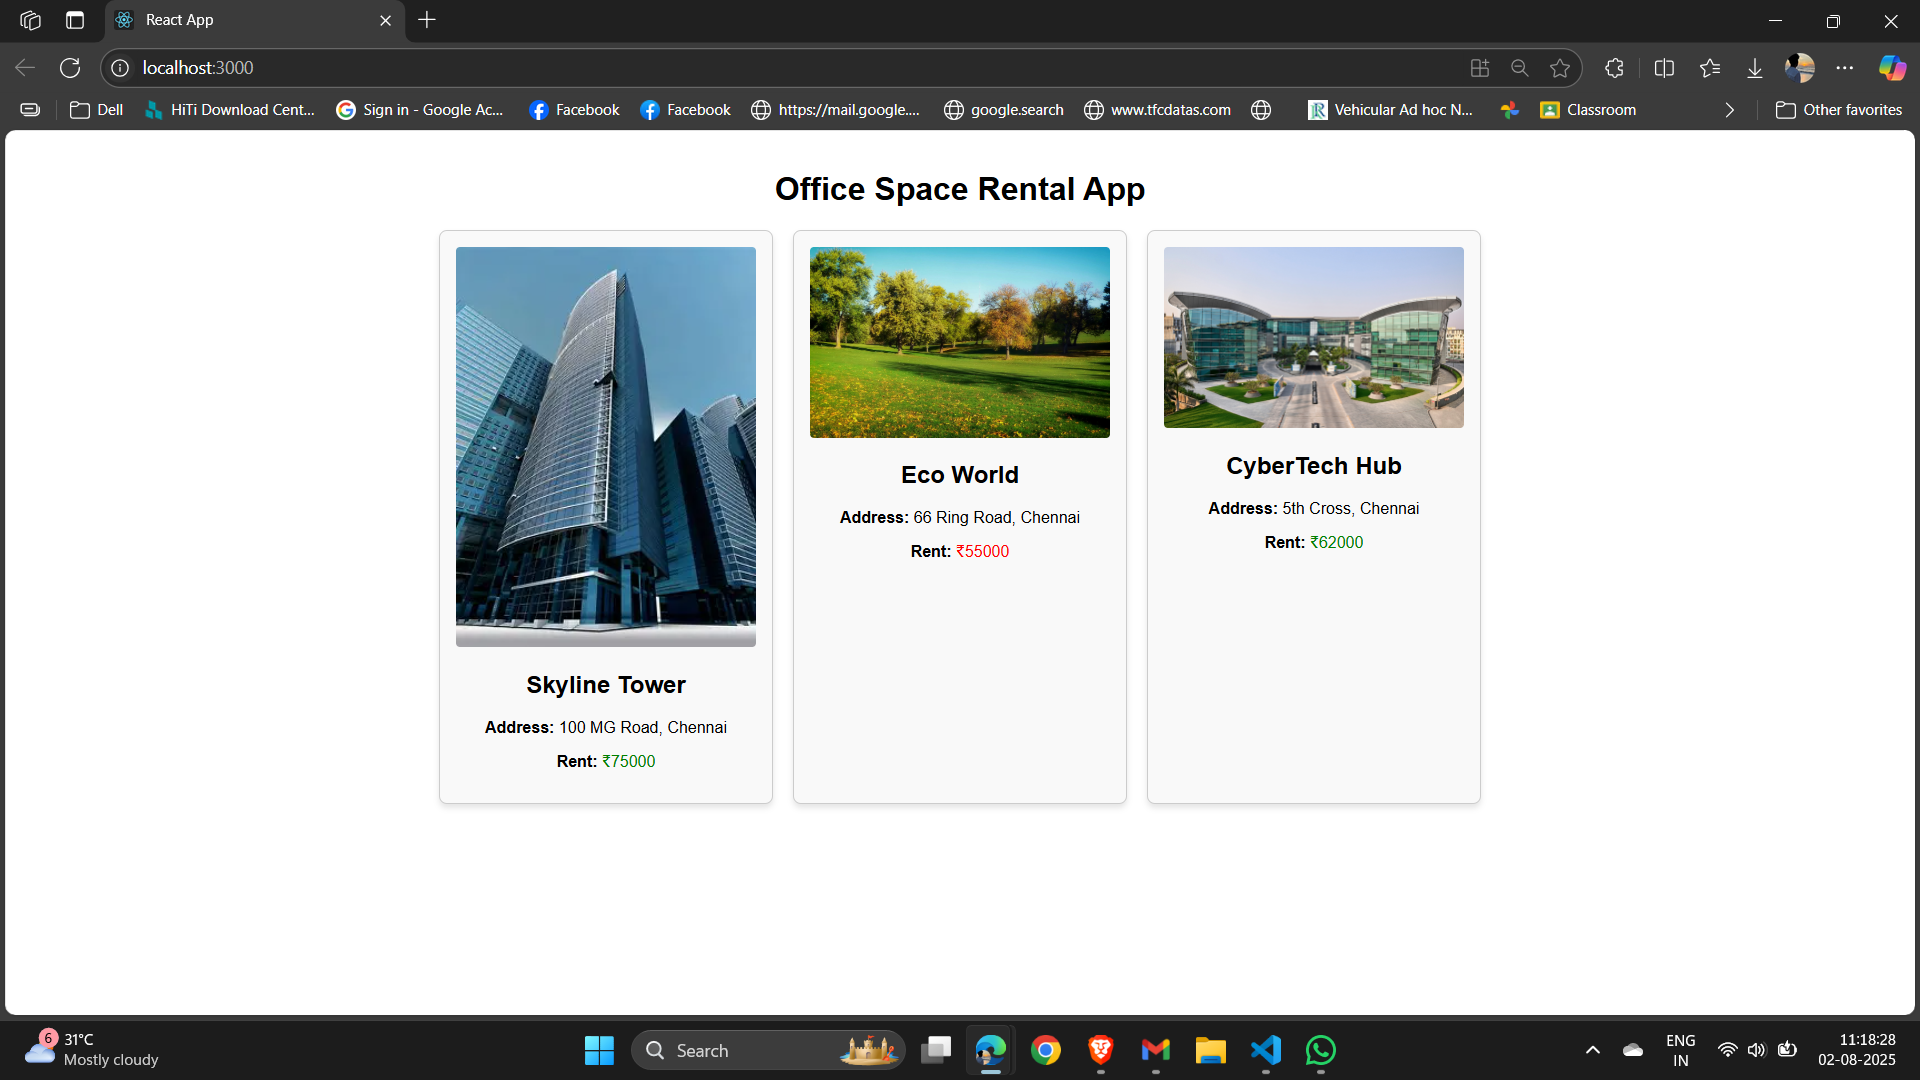 React App
localhost:3000
Dell
HiTi Download Cent...
Sign in - Google Ac...
Facebook
Facebook
https://mail.google....
google.search
www.tfcdatas.com
Vehicular Ad hoc N...
Classroom
Other favorites
Office Space Rental App
Skyline Tower
Address: 100 MG Road, Chennai
Rent: ₹75000
Eco World
Address: 66 Ring Road, Chennai
Rent: ₹55000
CyberTech Hub
Address: 5th Cross, Chennai
Rent: ₹62000
6
31°C
Mostly cloudy
Search
ENG
IN
11:18:28
02-08-2025